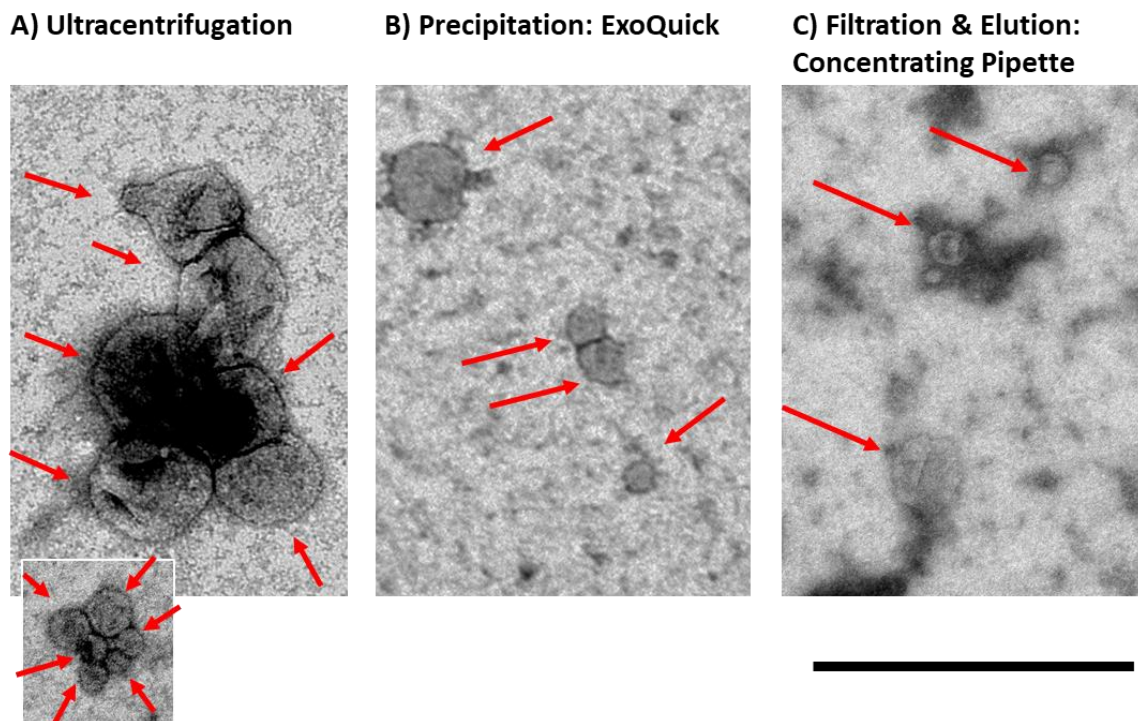 A) Ultracentrifugation
B) Precipitation: ExoQuick
C) Filtration & Elution:
Concentrating Pipette